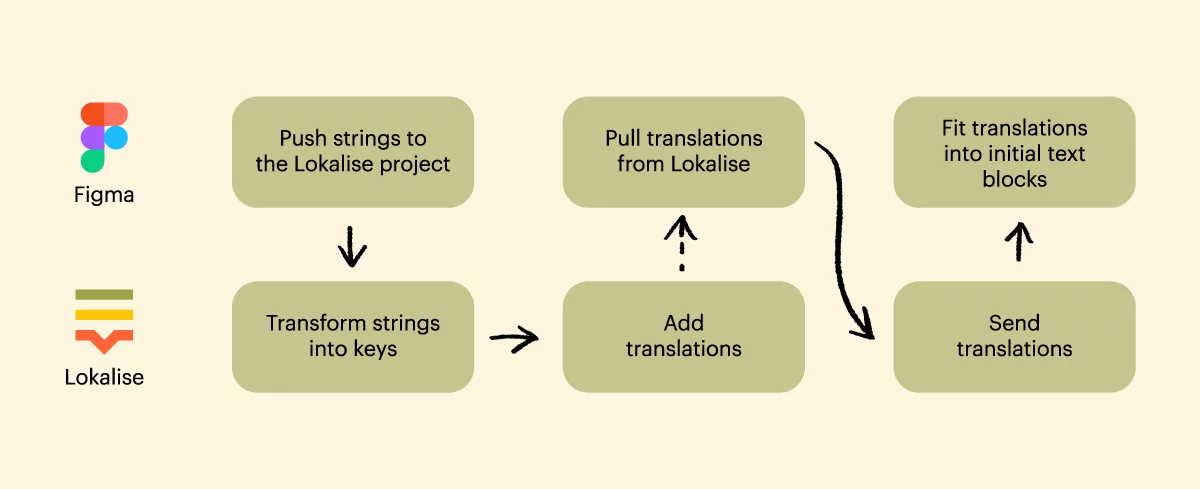 Figma
Push strings to
the Lokalise project
Pull translations
from Lokalise
Fit translations
into initial text
blocks
Lokalise
Transform strings
into keys
Add
translations
Send
translations